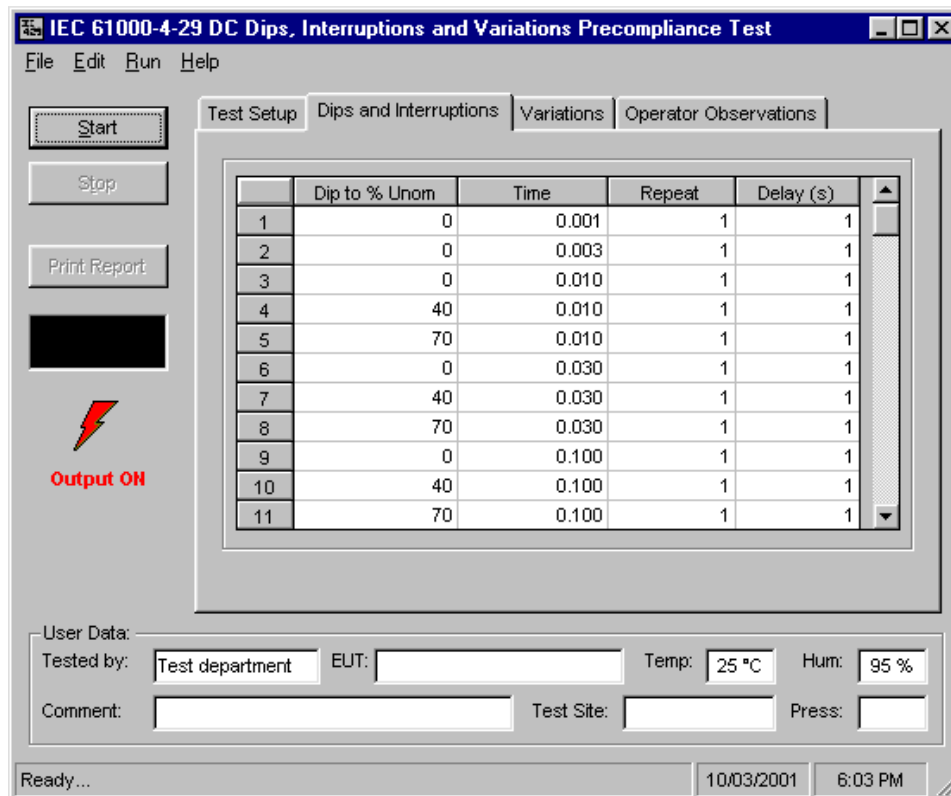 IEC 61000-4-29 DC Dips, Interruptions and Variations Precompliance Test
File Edit Run Help
Start
Stop
Print Report
Output ON
Test Setup Dips and Interruptions Variations Operator Observations
Dip to % Unom Time Repeat Delay (s)
1 0 0.001 1 1
2 0 0.003 1 1
3 0 0.010 1 1
4 40 0.010 1 1
5 70 0.010 1 1
6 0 0.030 1 1
7 40 0.030 1 1
8 70 0.030 1 1
9 0 0.100 1 1
10 40 0.100 1 1
11 70 0.100 1 1
User Data:
Tested by: Test department EUT: Temp: 25 °C Hum: 95 %
Comment: Test Site: Press:
Ready... 10/03/2001 6:03 PM